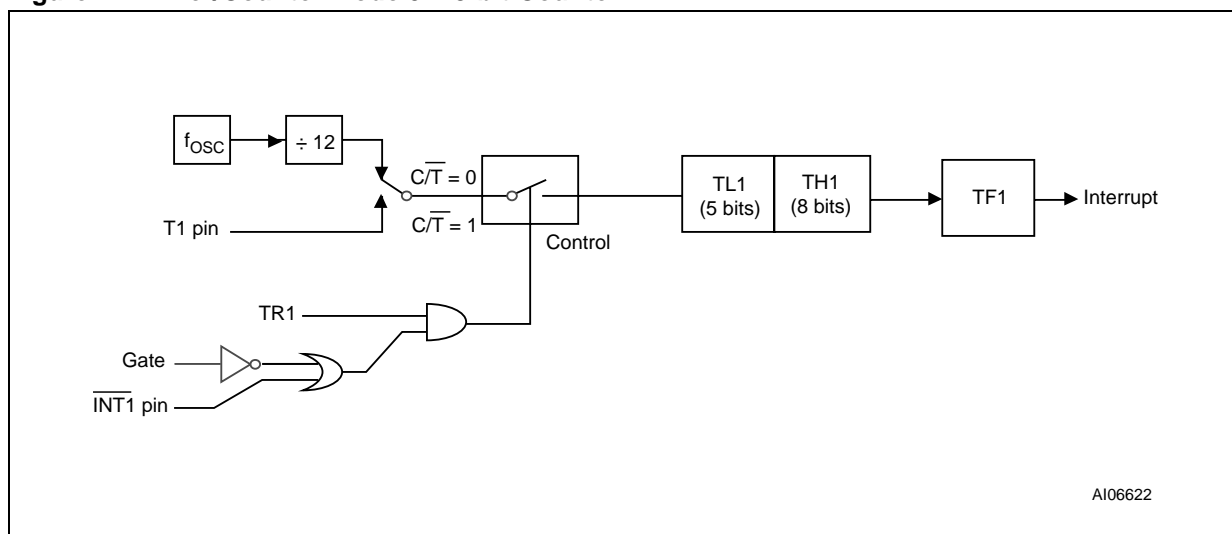 fOSC
÷ 12
C/T̅ = 0
T1 pin
C/T̅ = 1
Control
TL1
(5 bits)
TH1
(8 bits)
TF1
Interrupt
TR1
Gate
I̅N̅T̅1̅ pin
AI06622